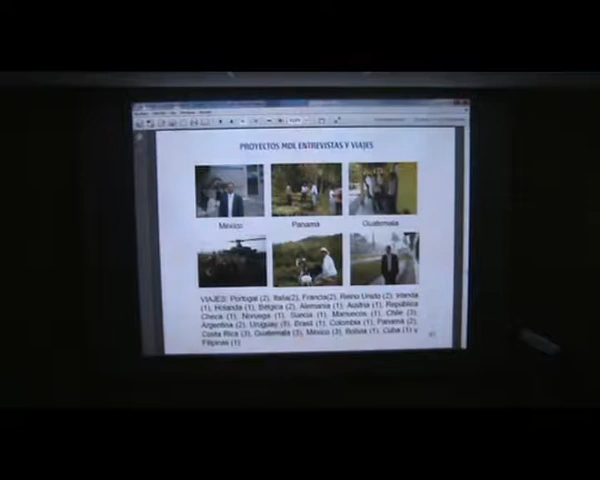 PROYECTOS MDL ENTREVISTAS Y VIAJES
México
Panamá
Guatemala
VIAJES: Portugal (2), Italia(2), Francia(2), Reino Unido (2), Irlanda
(1), Holanda (1), Bélgica (2), Alemania (1), Austria (1), República
Checa (1), Noruega (1), Suecia (1), Marruecos (1), Chile (3),
Argentina (2), Uruguay (5), Brasil (1), Colombia (1), Panamá (2),
Costa Rica (3), Guatemala (3), México (3), Bolivia (1), Cuba (1) y
Filipinas (1)